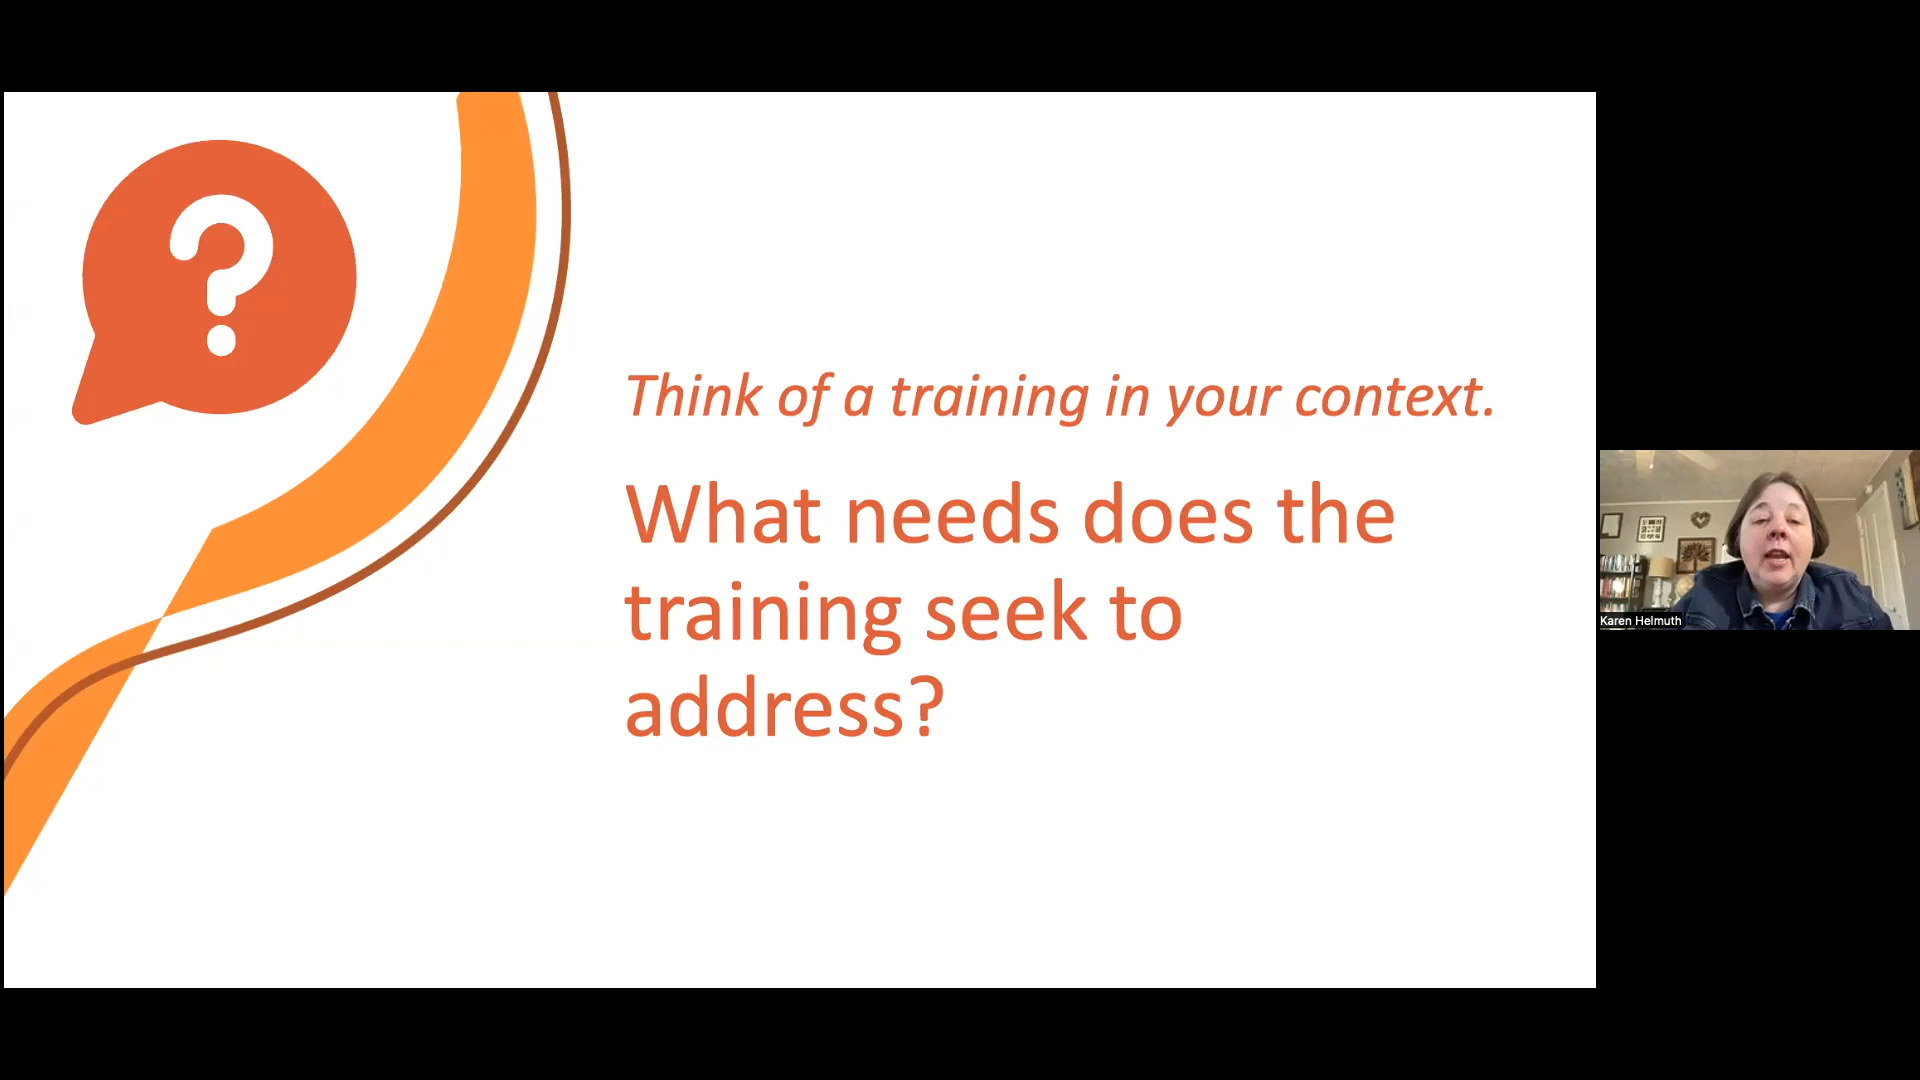 ?
Think of a training in your context.
What needs does the
training seek to
address?
Karen Helmuth